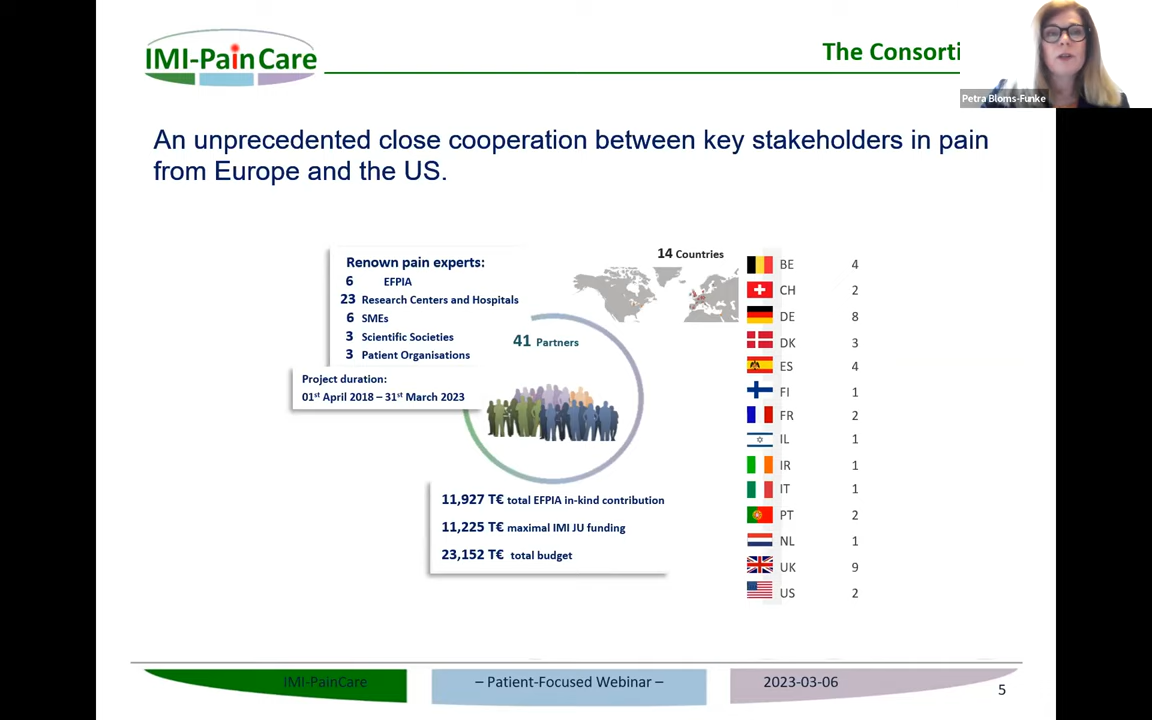 IMI-PainCare
The Consorti
Petra Bloms-Funke
An unprecedented close cooperation between key stakeholders in pain
from Europe and the US.
Renown pain experts:
6 EFPIA
23 Research Centers and Hospitals
6 SMEs
3 Scientific Societies
3 Patient Organisations
Project duration:
01st April 2018 – 31st March 2023
41 Partners
11,927 T€ total EFPIA in-kind contribution
11,225 T€ maximal IMI JU funding
23,152 T€ total budget
14 Countries
BE 4
CH 2
DE 8
DK 3
ES 4
FI 1
FR 2
IL 1
IR 1
IT 1
PT 2
NL 1
UK 9
US 2
IMI-PainCare
– Patient-Focused Webinar –
2023-03-06
5